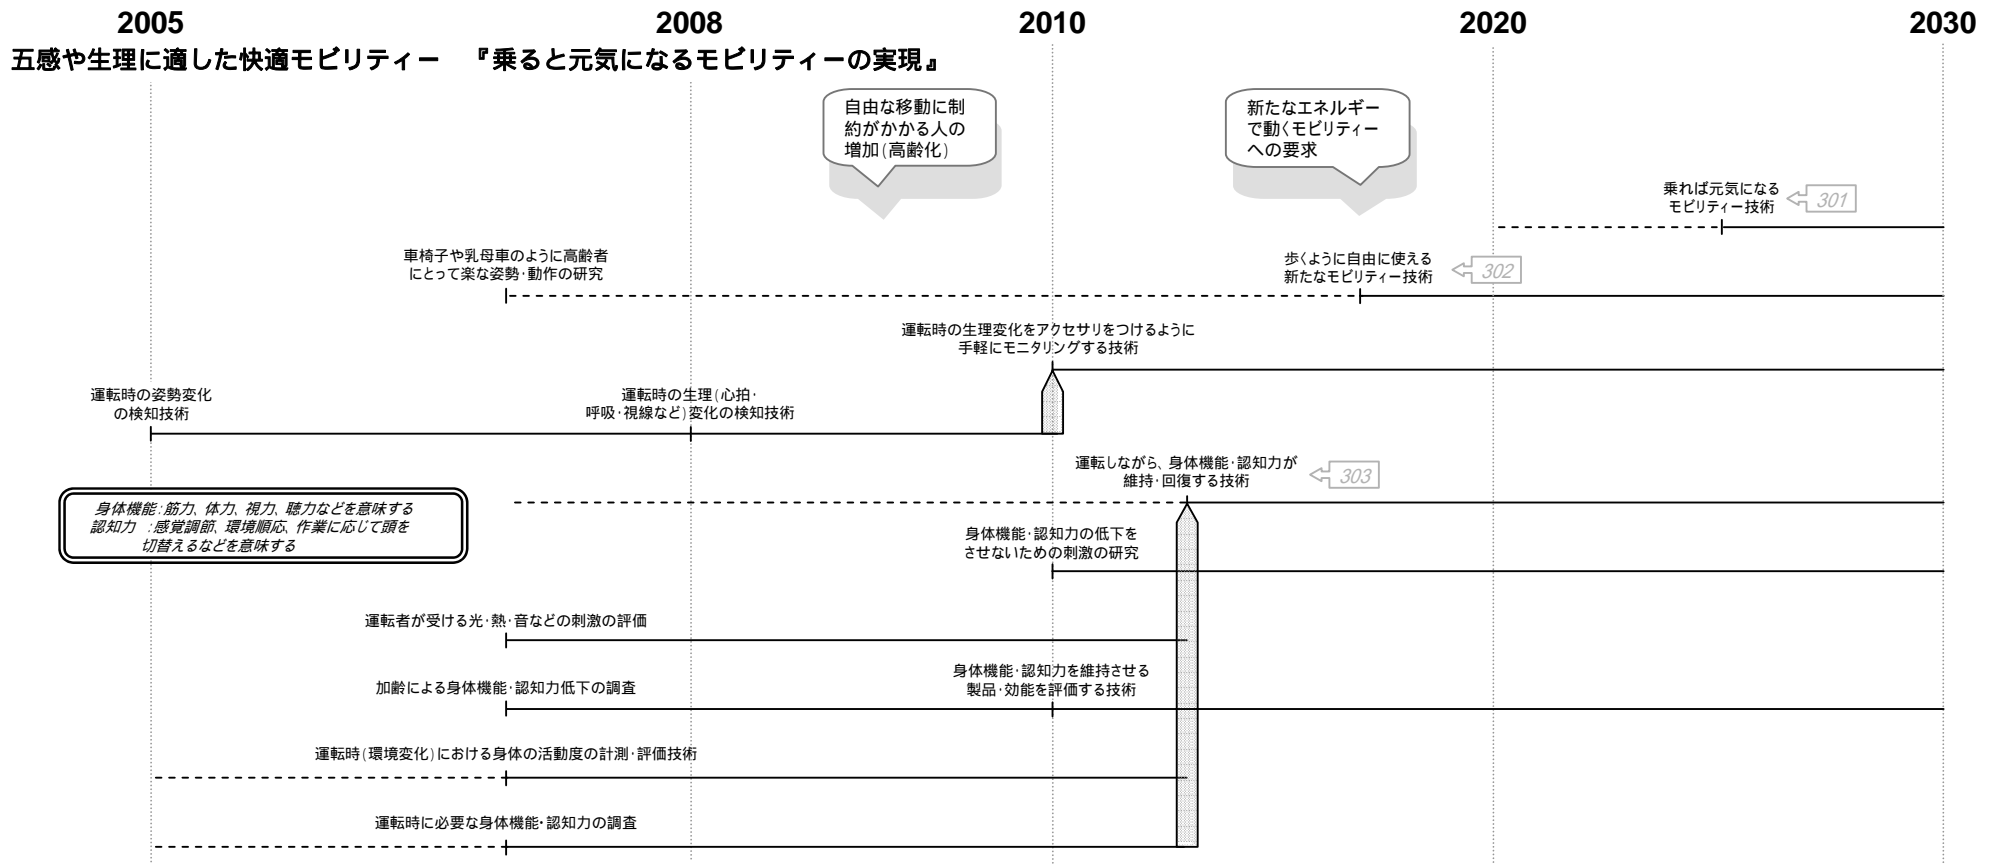 2005 2008 2010 2020 2030
五感や生理に適した快適モビリティー 『乗ると元気になるモビリティーの実現』
自由な移動に制
約がかかる人の
増加(高齢化)
新たなエネルギー
で動くモビリティー
への要求
乗れば元気になる
モビリティー技術
301
車椅子や乳母車のように高齢者
にとって楽な姿勢・動作の研究
歩くように自由に使える
新たなモビリティー技術
302
運転時の生理変化をアクセサリをつけるように
手軽にモニタリングする技術
運転時の姿勢変化
の検知技術
運転時の生理(心拍・
呼吸・視線など)変化の検知技術
運転しながら、身体機能・認知力が
維持・回復する技術
303
身体機能:筋力、体力、視力、聴力などを意味する
認知力 :感覚調節、環境順応、作業に応じて頭を
切替えるなどを意味する
身体機能・認知力の低下を
させないための刺激の研究
運転者が受ける光・熱・音などの刺激の評価
加齢による身体機能・認知力低下の調査
身体機能・認知力を維持させる
製品・効能を評価する技術
運転時(環境変化)における身体の活動度の計測・評価技術
運転時に必要な身体機能・認知力の調査